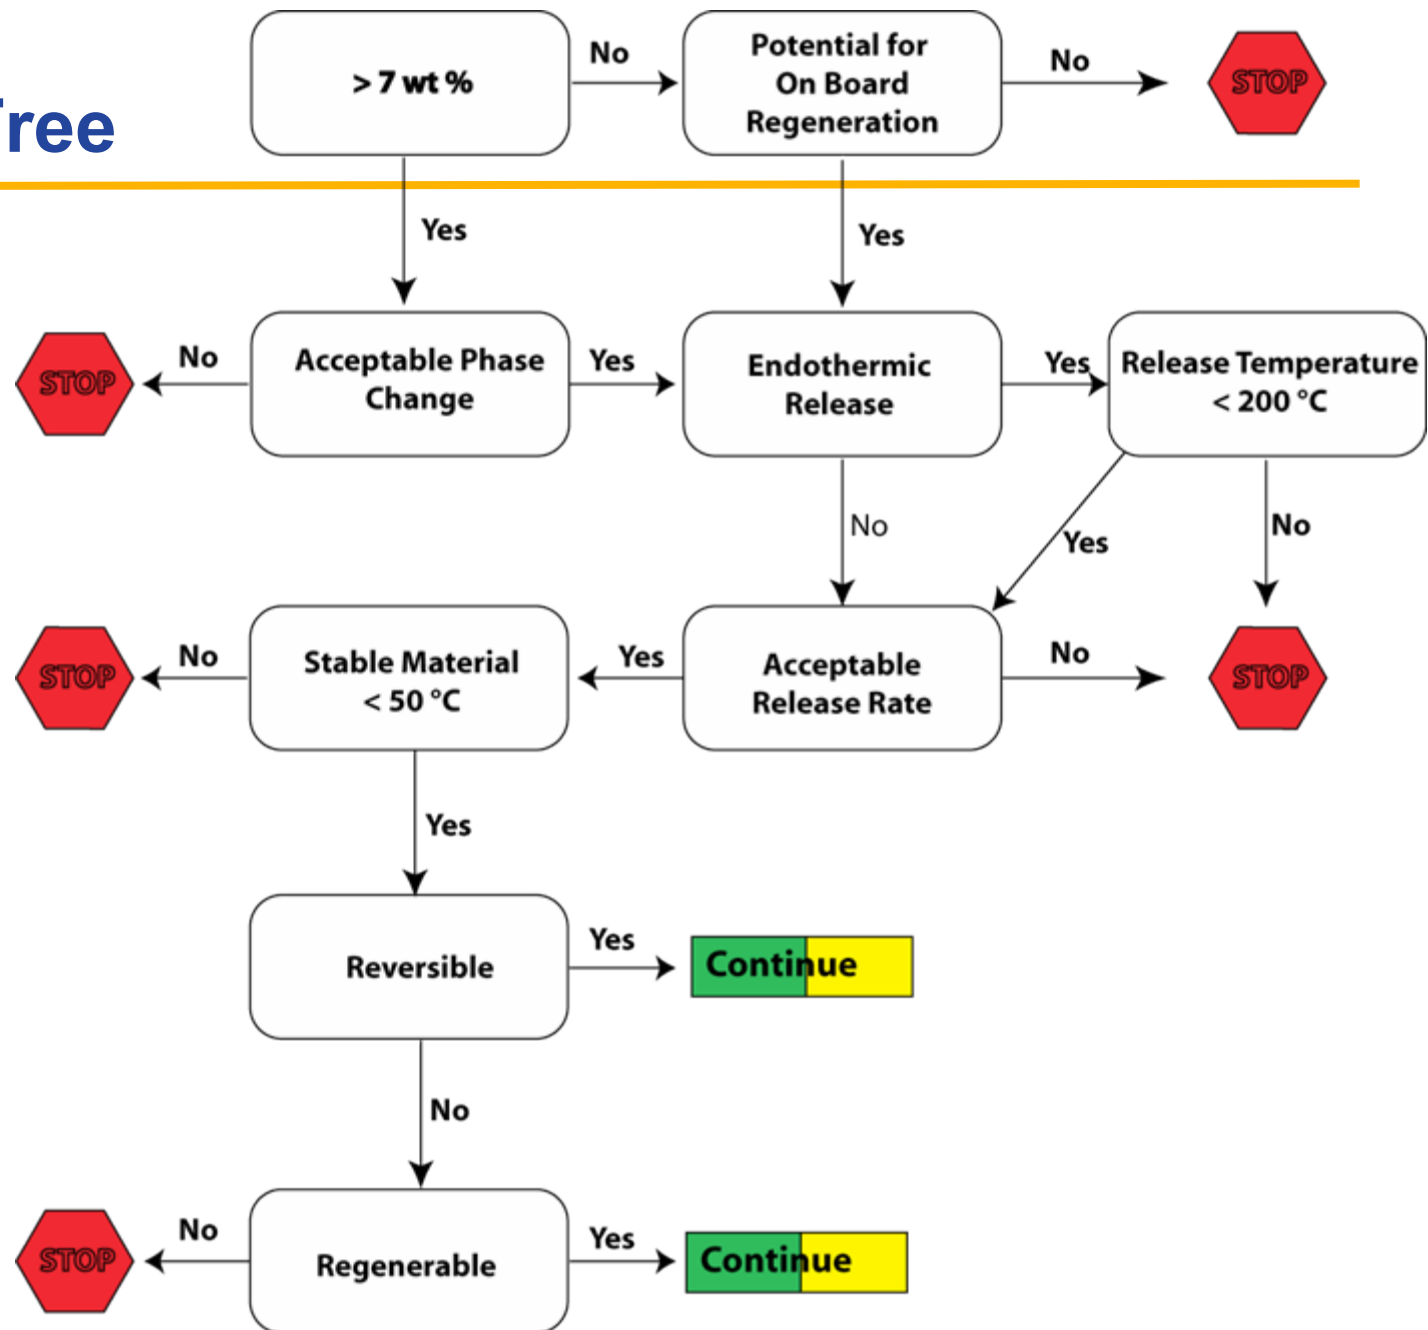 > 7 wt %
No
Potential for
On Board
Regeneration
No
STOP
Tree
Yes
Yes
STOP
No
Acceptable Phase
Change
Yes
Endothermic
Release
Yes
Release Temperature
< 200 °C
No
Yes
No
STOP
No
Stable Material
< 50 °C
Yes
Acceptable
Release Rate
No
STOP
Yes
Reversible
Yes
Continue
No
STOP
No
Regenerable
Yes
Continue